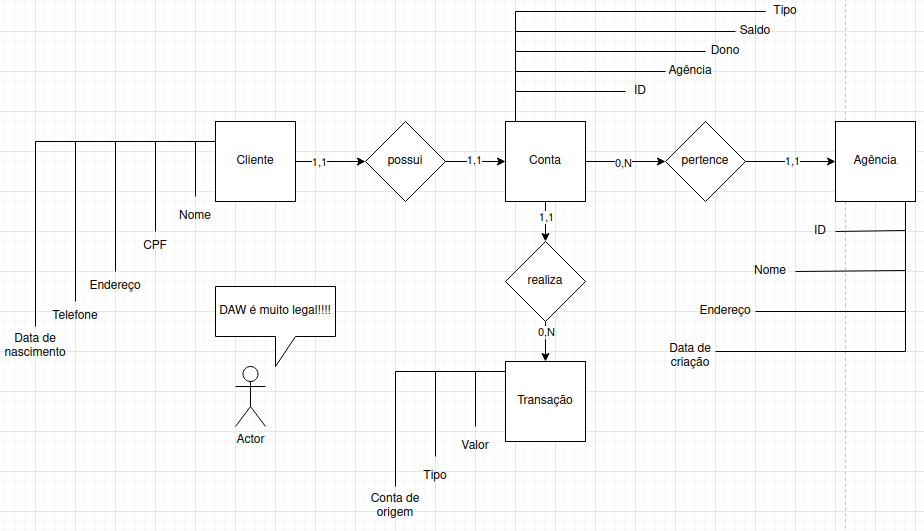 Tipo
Saldo
Dono
Agência
ID
Cliente
1,1
possui
1,1
Conta
0,N
pertence
1,1
Agência
Nome
CPF
Endereço
Telefone
Data de
nascimento
1,1
realiza
0,N
ID
Nome
Endereço
Data de
criação
DAW é muito legal!!!!
Actor
Transação
Valor
Tipo
Conta de
origem